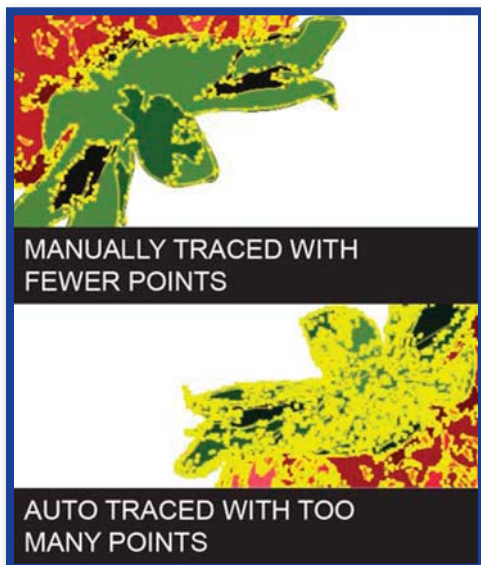 MANUALLY TRACED WITH
FEWER POINTS
AUTO TRACED WITH TOO
MANY POINTS